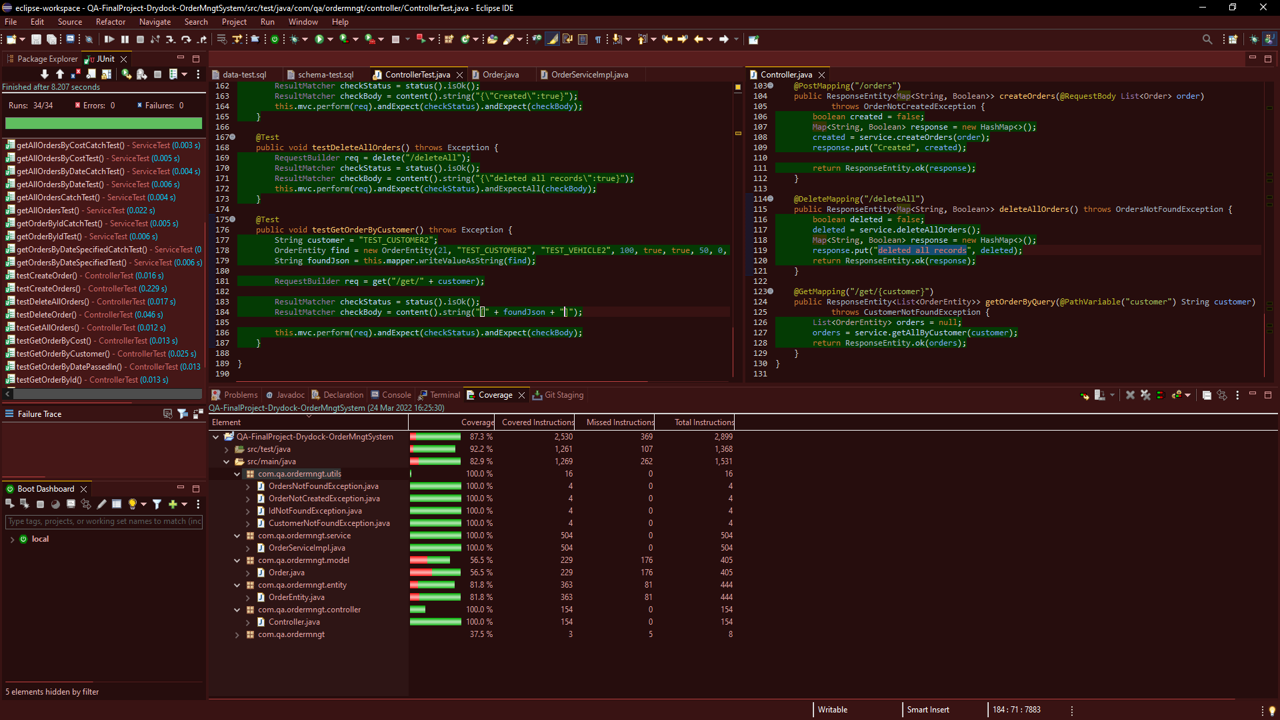 eclipse-workspace - QA-FinalProject-Drydock-OrderMngtSystem/src/test/java/com/qa/ordermngt/controller/ControllerTest.java - Eclipse IDE
File Edit Source Refactor Navigate Search Project Run Window Help
Package Explorer JUnit
Finished after 8.207 seconds
Runs: 34/34 Errors: 0 Failures: 0
getAllOrdersByCostCatchTest() - ServiceTest (0.003 s)
getAllOrdersByCostTest() - ServiceTest (0.005 s)
getAllOrdersByDateCatchTest() - ServiceTest (0.004 s)
getAllOrdersByDateTest() - ServiceTest (0.006 s)
getAllOrdersCatchTest() - ServiceTest (0.004 s)
getAllOrdersTest() - ServiceTest (0.022 s)
getOrderByIdCatchTest() - ServiceTest (0.005 s)
getOrderByIdTest() - ServiceTest (0.006 s)
getOrdersByDateSpecifiedCatchTest() - ServiceTest
getOrdersByDateSpecifiedTest() - ServiceTest (0.00
testCreateOrder() - ControllerTest (0.016 s)
testCreateOrders() - ControllerTest (0.229 s)
testDeleteAllOrders() - ControllerTest (0.017 s)
testDeleteOrder() - ControllerTest (0.046 s)
testGetAllOrders() - ControllerTest (0.012 s)
testGetOrderByCost() - ControllerTest (0.013 s)
testGetOrderByCustomer() - ControllerTest (0.025 s)
testGetOrderByDatePassedIn() - ControllerTest (0.013
testGetOrderById() - ControllerTest (0.013 s)
Failure Trace
Boot Dashboard
Type tags, projects, or working set names to match (inc
local
5 elements hidden by filter
data-test.sql schema-test.sql ControllerTest.java Order.java OrderServiceImpl.java
162 ResultMatcher checkStatus = status().isOk();
163 ResultMatcher checkBody = content().string("{\"Created\":true}");
164 this.mvc.perform(req).andExpect(checkStatus).andExpect(checkBody);
165 }
166
167 @Test
168 public void testDeleteAllOrders() throws Exception {
169 RequestBuilder req = delete("/deleteAll");
170 ResultMatcher checkStatus = status().isOk();
171 ResultMatcher checkBody = content().string("{\"deleted all records\":true}");
172 this.mvc.perform(req).andExpect(checkStatus).andExpectAll(checkBody);
173 }
174
175 @Test
176 public void testGetOrderByCustomer() throws Exception {
177 String customer = "TEST_CUSTOMER2";
178 OrderEntity find = new OrderEntity(2l, "TEST_CUSTOMER2", "TEST_VEHICLE2", 100, true, true, 50, 0,
179 String foundJson = this.mapper.writeValueAsString(find);
180
181 RequestBuilder req = get("/get/" + customer);
182
183 ResultMatcher checkStatus = status().isOk();
184 ResultMatcher checkBody = content().string("[" + foundJson + "]");
185
186 this.mvc.perform(req).andExpect(checkStatus).andExpect(checkBody);
187 }
188
189 }
190
Controller.java
103 @PostMapping("/orders")
104 public ResponseEntity<Map<String, Boolean>> createOrders(@RequestBody List<Order> order)
105 throws OrderNotCreatedException {
106 boolean created = false;
107 Map<String, Boolean> response = new HashMap<>();
108 created = service.createOrders(order);
109 response.put("Created", created);
110
111 return ResponseEntity.ok(response);
112 }
113
114 @DeleteMapping("/deleteAll")
115 public ResponseEntity<Map<String, Boolean>> deleteAllOrders() throws OrdersNotFoundException {
116 boolean deleted = false;
117 deleted = service.deleteAllOrders();
118 Map<String, Boolean> response = new HashMap<>();
119 response.put("deleted all records", deleted);
120 return ResponseEntity.ok(response);
121 }
122
123 @GetMapping("/get/{customer}")
124 public ResponseEntity<List<OrderEntity>> getOrderByQuery(@PathVariable("customer") String customer)
125 throws CustomerNotFoundException {
126 List<OrderEntity> orders = null;
127 orders = service.getAllByCustomer(customer);
128 return ResponseEntity.ok(orders);
129 }
130 }
131
Problems Javadoc Declaration Console Terminal Coverage Git Staging
QA-FinalProject-Drydock-OrderMngtSystem (24 Mar 2022 16:25:30)
Element Coverage Covered Instructions Missed Instructions Total Instructions
QA-FinalProject-Drydock-OrderMngtSystem 87.3 % 2,530 369 2,899
src/test/java 92.2 % 1,261 107 1,368
src/main/java 82.9 % 1,269 262 1,531
com.qa.ordermngt.utils 100.0 % 16 0 16
OrdersNotFoundException.java 100.0 % 4 0 4
OrderNotCreatedException.java 100.0 % 4 0 4
IdNotFoundException.java 100.0 % 4 0 4
CustomerNotFoundException.java 100.0 % 4 0 4
com.qa.ordermngt.service 100.0 % 504 0 504
OrderServiceImpl.java 100.0 % 504 0 504
com.qa.ordermngt.model 56.5 % 229 176 405
Order.java 56.5 % 229 176 405
com.qa.ordermngt.entity 81.8 % 363 81 444
OrderEntity.java 81.8 % 363 81 444
com.qa.ordermngt.controller 100.0 % 154 0 154
Controller.java 100.0 % 154 0 154
com.qa.ordermngt 37.5 % 3 5 8
Writable Smart Insert 184 : 71 : 7883